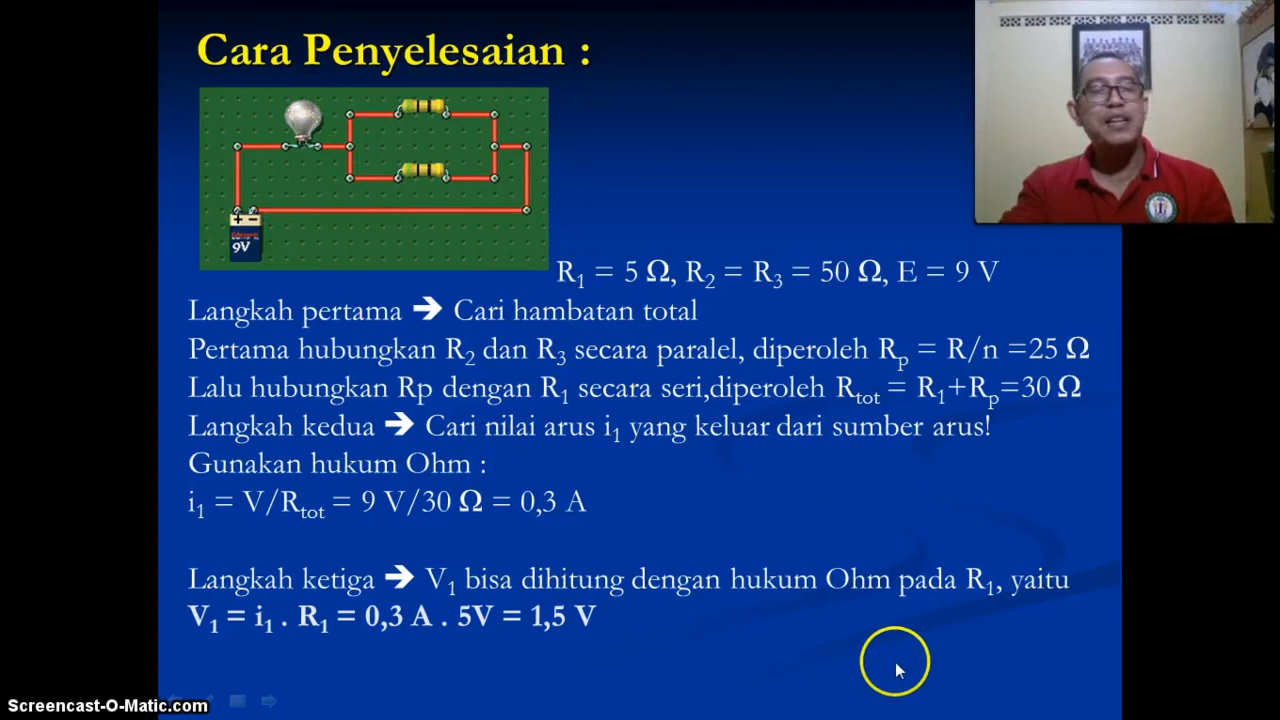 Cara Penyelesaian :
+ −
9V
R₁ = 5 Ω, R₂ = R₃ = 50 Ω, E = 9 V
Langkah pertama 🡺 Cari hambatan total
Pertama hubungkan R₂ dan R₃ secara paralel, diperoleh Rₚ = R/n =25 Ω
Lalu hubungkan Rp dengan R₁ secara seri,diperoleh Rtot = R₁+Rₚ=30 Ω
Langkah kedua 🡺 Cari nilai arus i₁ yang keluar dari sumber arus!
Gunakan hukum Ohm :
i₁ = V/Rtot = 9 V/30 Ω = 0,3 A
Langkah ketiga 🡺 V₁ bisa dihitung dengan hukum Ohm pada R₁, yaitu
V₁ = i₁ . R₁ = 0,3 A . 5V = 1,5 V
Screencast-O-Matic.com